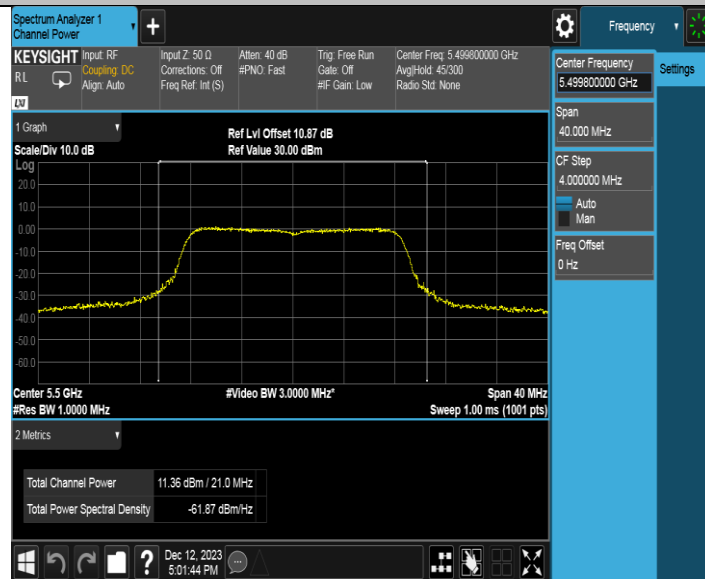 Spectrum Analyzer 1
Channel Power
+
Frequency
KEYSIGHT
RL
LXI
Input: RF
Coupling: DC
Align: Auto
Input Z: 50 Ω
Corrections: Off
Freq Ref: Int (S)
Atten: 40 dB
#PNO: Fast
Trig: Free Run
Gate: Off
#IF Gain: Low
Center Freq: 5.499800000 GHz
Avg|Hold: 45/300
Radio Std: None
Center Frequency
5.499800000 GHz
Settings
Span
40.000 MHz
CF Step
4.000000 MHz
Auto
Man
Freq Offset
0 Hz
1 Graph
Scale/Div 10.0 dB
Ref Lvl Offset 10.87 dB
Ref Value 30.00 dBm
Log
20.0
10.0
0.00
-10.0
-20.0
-30.0
-40.0
-50.0
-60.0
Center 5.5 GHz
#Video BW 3.0000 MHz*
Span 40 MHz
#Res BW 1.0000 MHz
Sweep 1.00 ms (1001 pts)
2 Metrics
Total Channel Power 11.36 dBm / 21.0 MHz
Total Power Spectral Density -61.87 dBm/Hz
?
Dec 12, 2023
5:01:44 PM